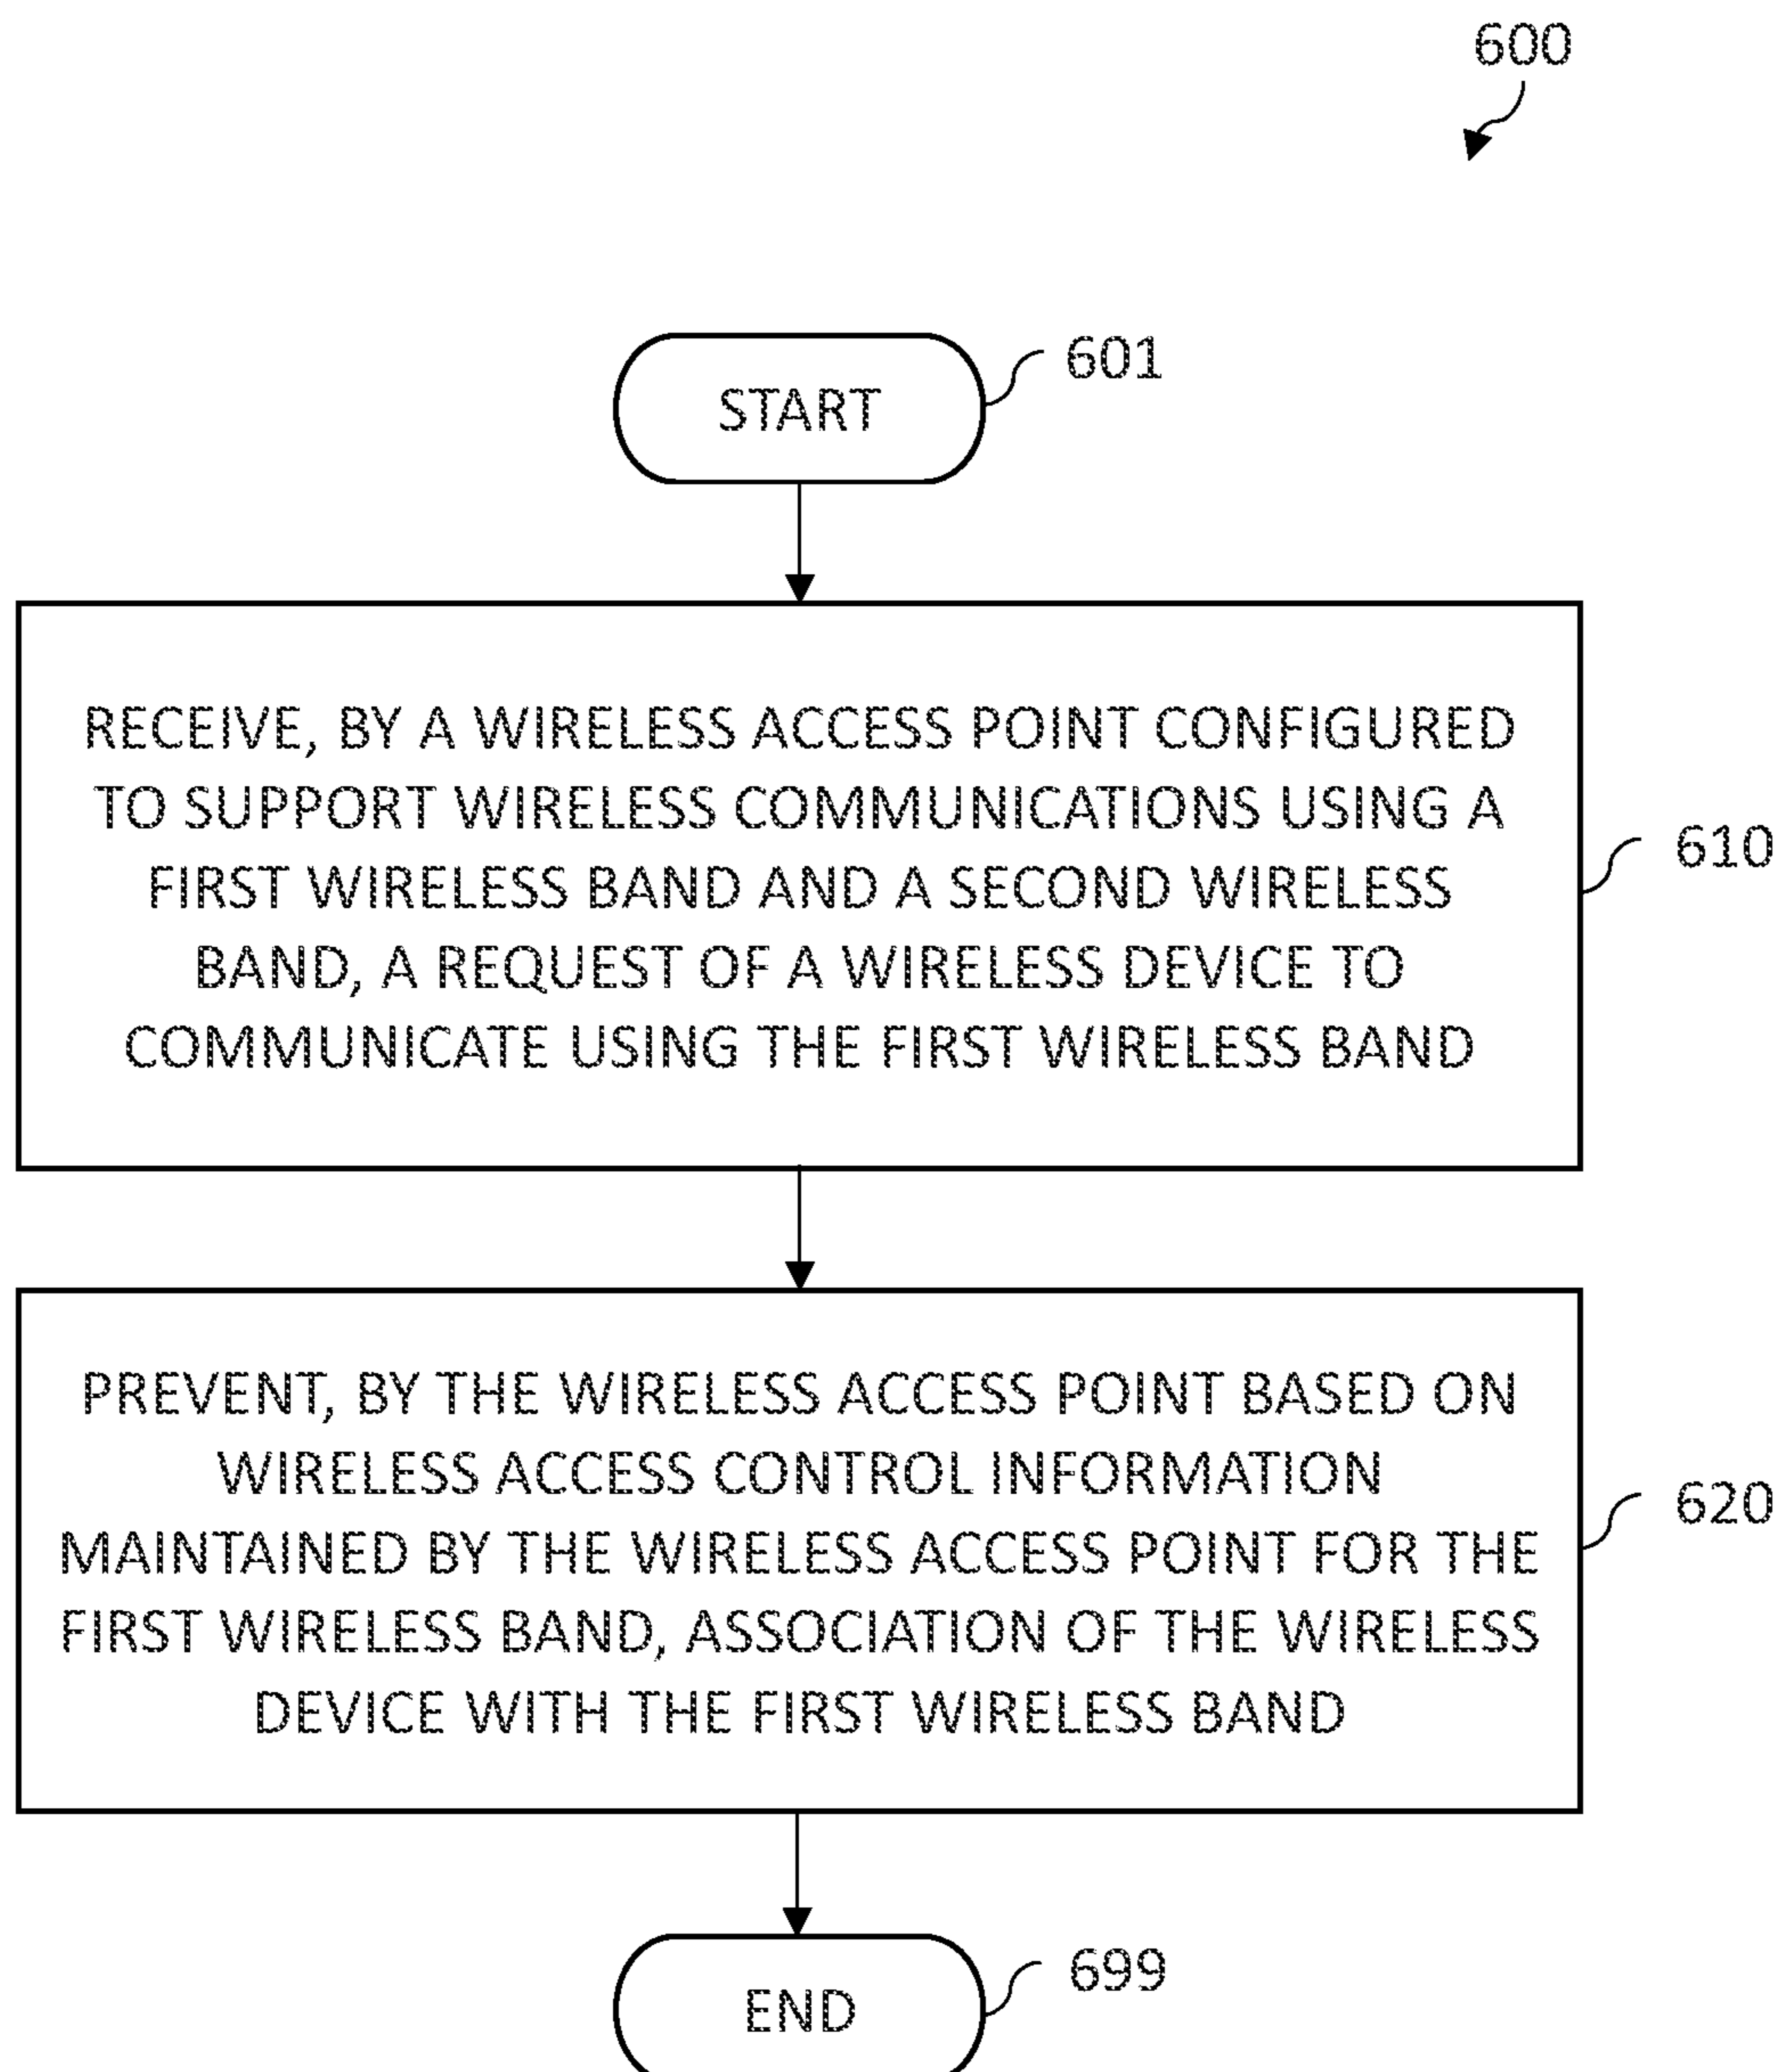 600
START
601
RECEIVE, BY A WIRELESS ACCESS POINT CONFIGURED
TO SUPPORT WIRELESS COMMUNICATIONS USING A
FIRST WIRELESS BAND AND A SECOND WIRELESS
BAND, A REQUEST OF A WIRELESS DEVICE TO
COMMUNICATE USING THE FIRST WIRELESS BAND
610
PREVENT, BY THE WIRELESS ACCESS POINT BASED ON
WIRELESS ACCESS CONTROL INFORMATION
MAINTAINED BY THE WIRELESS ACCESS POINT FOR THE
FIRST WIRELESS BAND, ASSOCIATION OF THE WIRELESS
DEVICE WITH THE FIRST WIRELESS BAND
620
END
699